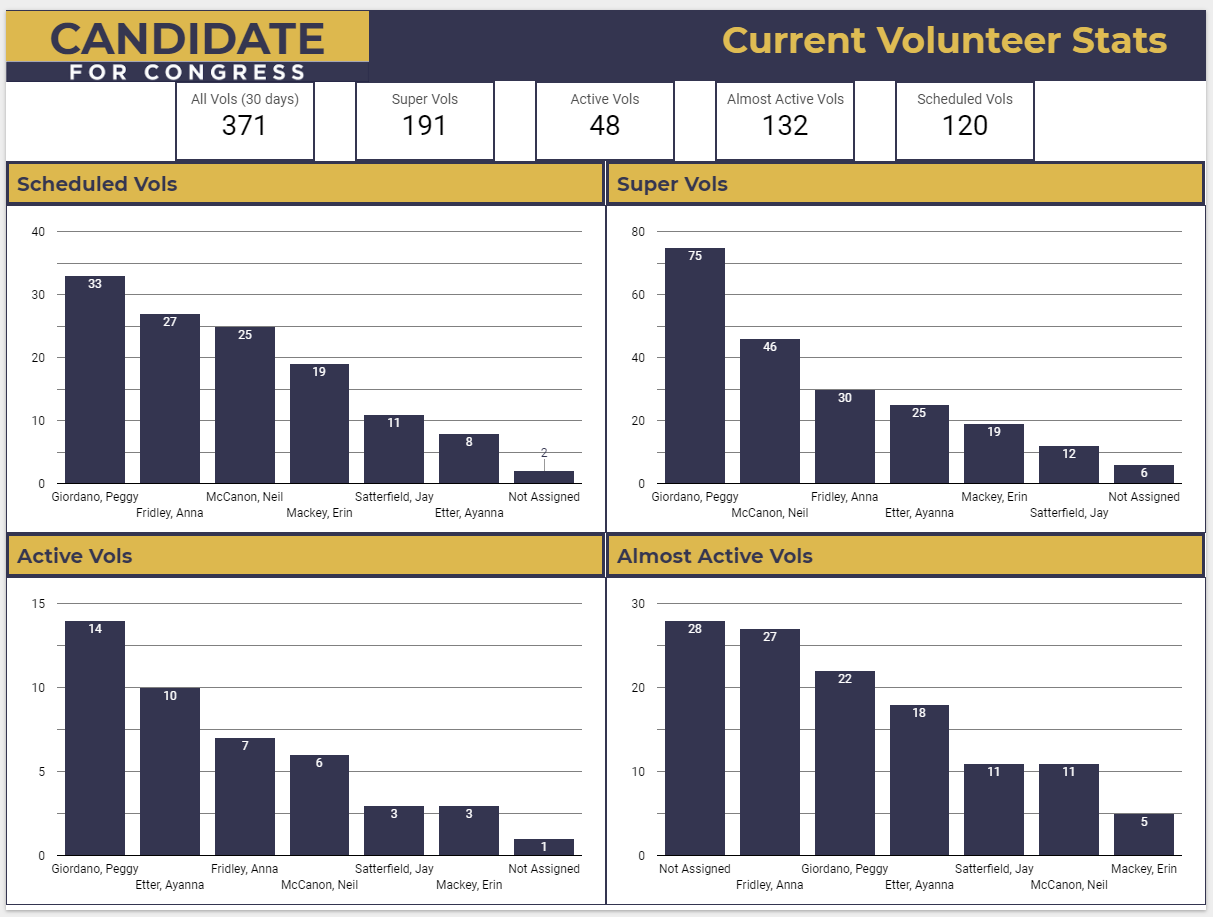 CANDIDATE
FOR CONGRESS
Current Volunteer Stats
All Vols (30 days)
371
Super Vols
191
Active Vols
48
Almost Active Vols
132
Scheduled Vols
120
Scheduled Vols
40
30
20
10
0
33
27
25
19
11
8
2
Giordano, Peggy
Fridley, Anna
McCanon, Neil
Mackey, Erin
Satterfield, Jay
Etter, Ayanna
Not Assigned
Super Vols
80
60
40
20
0
75
46
30
25
19
12
6
Giordano, Peggy
McCanon, Neil
Fridley, Anna
Etter, Ayanna
Mackey, Erin
Satterfield, Jay
Not Assigned
Active Vols
15
10
5
0
14
10
7
6
3
3
1
Giordano, Peggy
Etter, Ayanna
Fridley, Anna
McCanon, Neil
Satterfield, Jay
Mackey, Erin
Not Assigned
Almost Active Vols
30
20
10
0
28
27
22
18
11
11
5
Not Assigned
Fridley, Anna
Giordano, Peggy
Etter, Ayanna
Satterfield, Jay
McCanon, Neil
Mackey, Erin